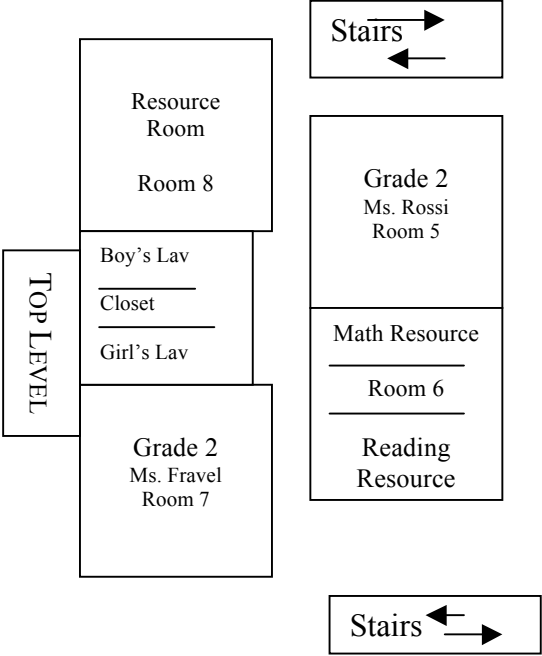 Stairs
Resource
Room
Room 8
Grade 2
Ms. Rossi
Room 5
Boy's Lav
Closet
Girl's Lav
TOP LEVEL
Math Resource
Room 6
Reading
Resource
Grade 2
Ms. Fravel
Room 7
Stairs